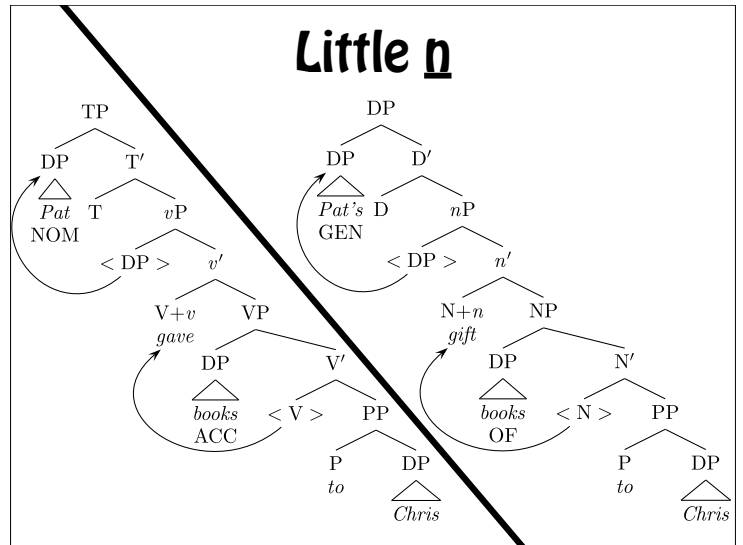 Little n
TP
DP T′
Pat T vP
NOM
< DP > v′
V+v VP
gave
DP V′
books < V > PP
ACC
P DP
to
Chris
DP
DP D′
Pat's D nP
GEN
< DP > n′
N+n NP
gift
DP N′
books < N > PP
OF
P DP
to
Chris